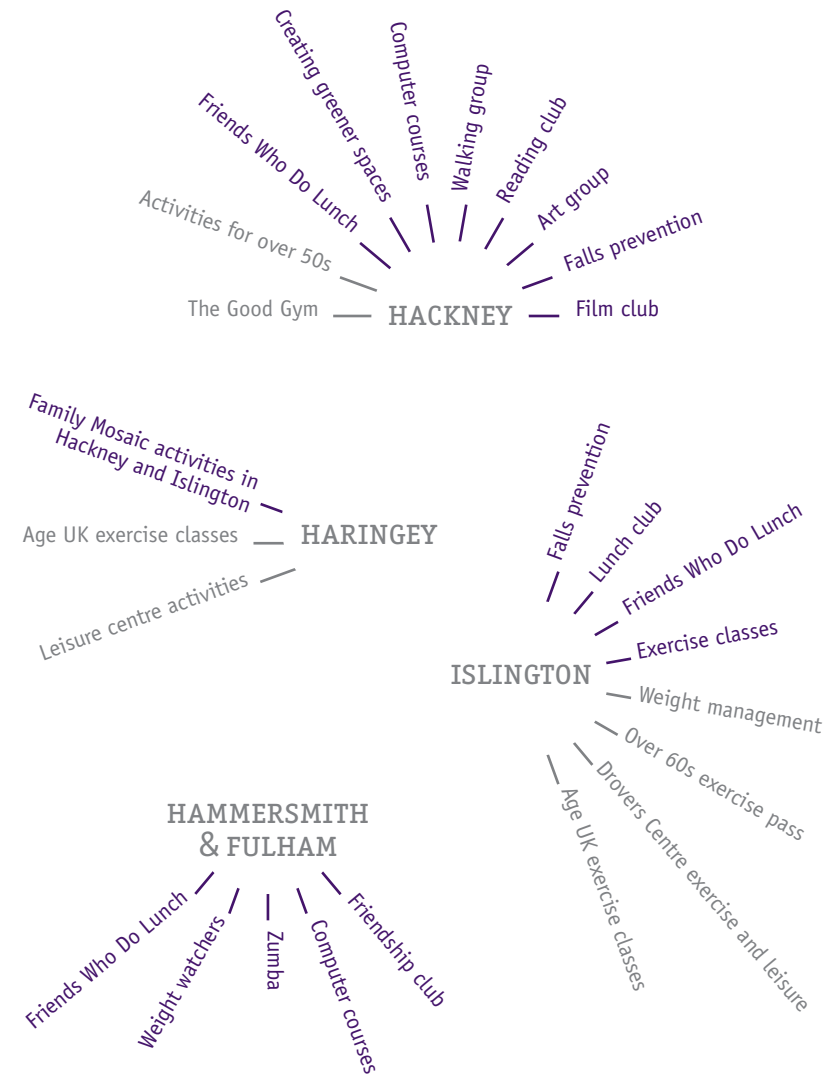 Creating greener spaces
Computer courses
Walking group
Reading club
Friends Who Do Lunch
Art group
Activities for over 50s
Falls prevention
The Good Gym
HACKNEY
Film club
Family Mosaic activities in
Hackney and Islington
Age UK exercise classes
HARINGEY
Leisure centre activities
Falls prevention
Lunch club
Friends Who Do Lunch
Exercise classes
ISLINGTON
Weight management
Over 60s exercise pass
Drovers Centre exercise and leisure
Age UK exercise classes
HAMMERSMITH
& FULHAM
Friends Who Do Lunch
Weight watchers
Zumba
Computer courses
Friendship club